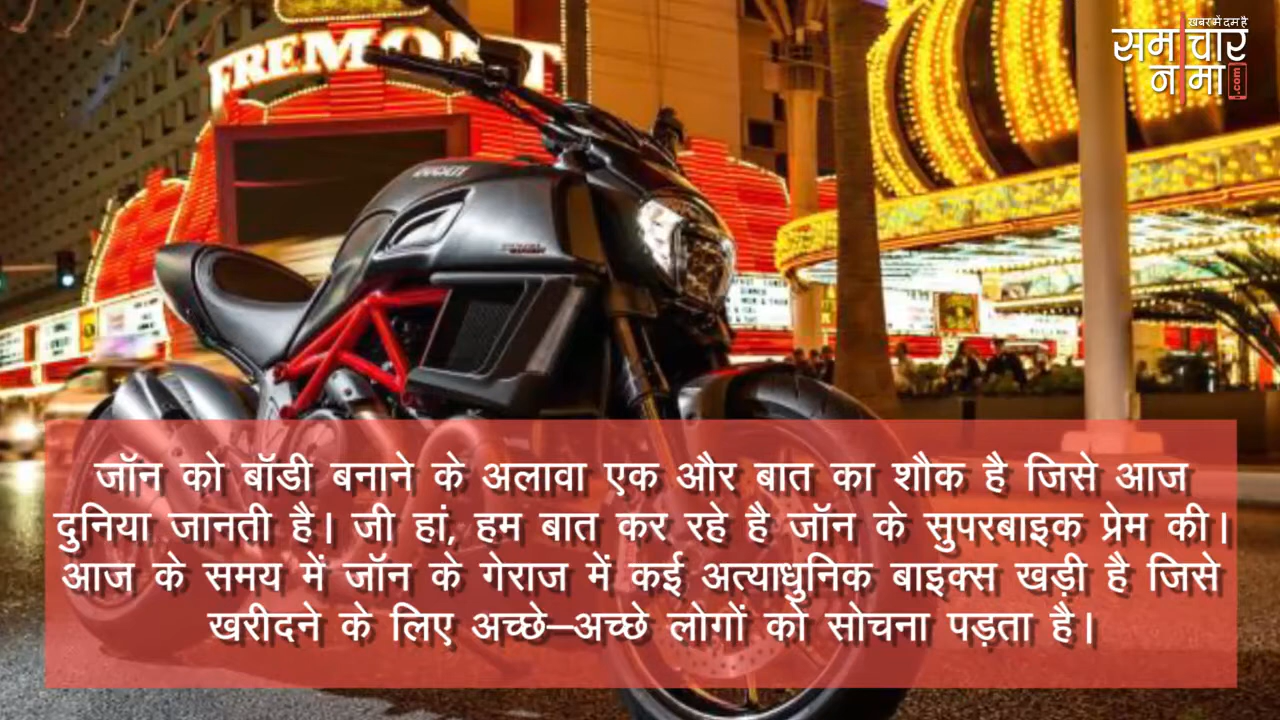 ख़बर में दम है
समाचार
नामा
.com
FREMONT
DUCATI
जॉन को बॉडी बनाने के अलावा एक और बात का शौक है जिसे आज
दुनिया जानती है। जी हां, हम बात कर रहे है जॉन के सुपरबाइक प्रेम की।
आज के समय में जॉन के गेराज में कई अत्याधुनिक बाइक्स खड़ी है जिसे
खरीदने के लिए अच्छे–अच्छे लोगों को सोचना पड़ता है।